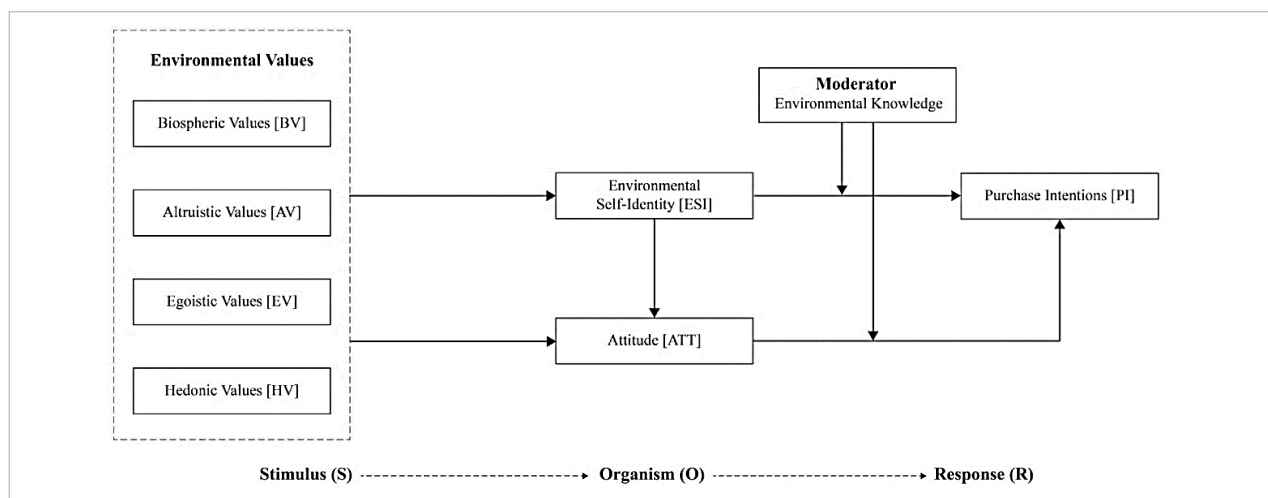 Environmental Values
Biospheric Values [BV]
Altruistic Values [AV]
Egoistic Values [EV]
Hedonic Values [HV]
Moderator
Environmental Knowledge
Environmental
Self-Identity [ESI]
Purchase Intentions [PI]
Attitude [ATT]
Stimulus (S)
Organism (O)
Response (R)